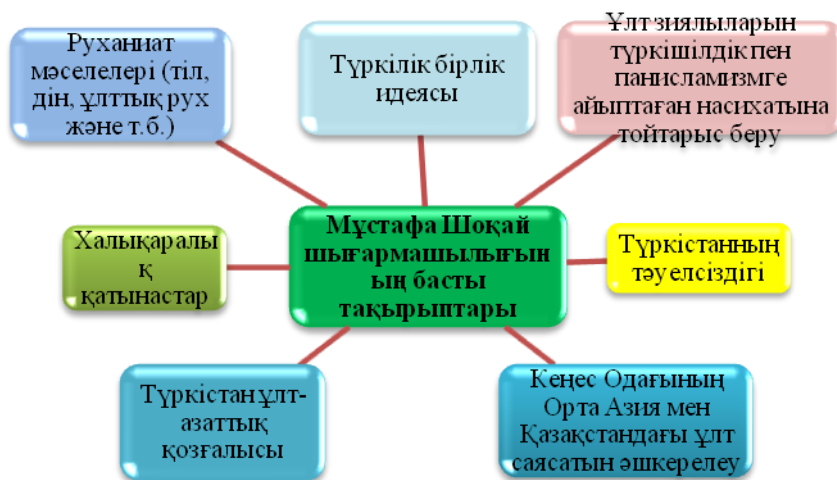 Руханиат
мәселелері (тіл,
дін, ұлттық рух
және т.б.)
Түркілік бірлік
идеясы
Ұлт зиялыларын
түркішілдік пен
панисламизмге
айыптаған насихатына
тойтарыс беру
Халықаралы
қ
қатынастар
Мұстафа Шоқай
шығармашылығын
ың басты
тақырыптары
Түркістанның
тәуелсіздігі
Түркістан ұлт-
азаттық
қозғалысы
Кеңес Одағының
Орта Азия мен
Қазақстандағы ұлт
саясатын әшкерелеу